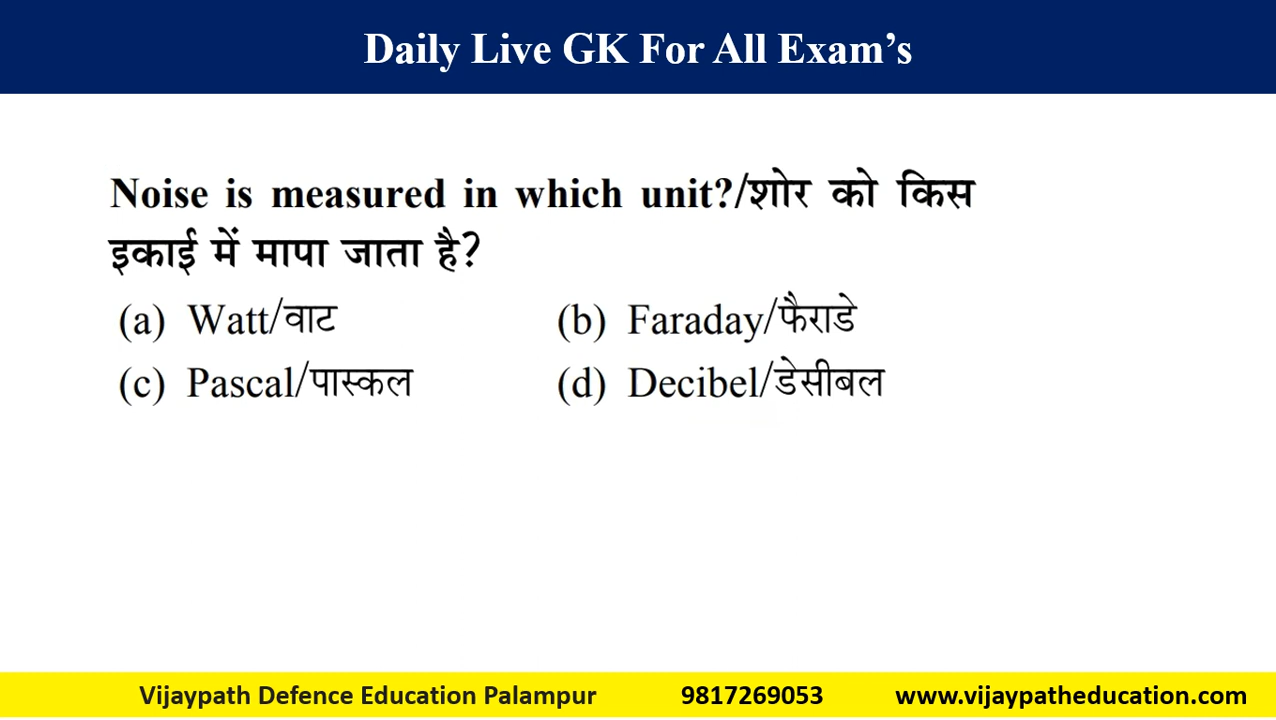 Daily Live GK For All Exam’s
Noise is measured in which unit?/शोर को किस
इकाई में मापा जाता है?
(a) Watt/वाट (b) Faraday/फैराडे
(c) Pascal/पास्कल (d) Decibel/डेसीबल
Vijaypath Defence Education Palampur 9817269053 www.vijaypatheducation.com